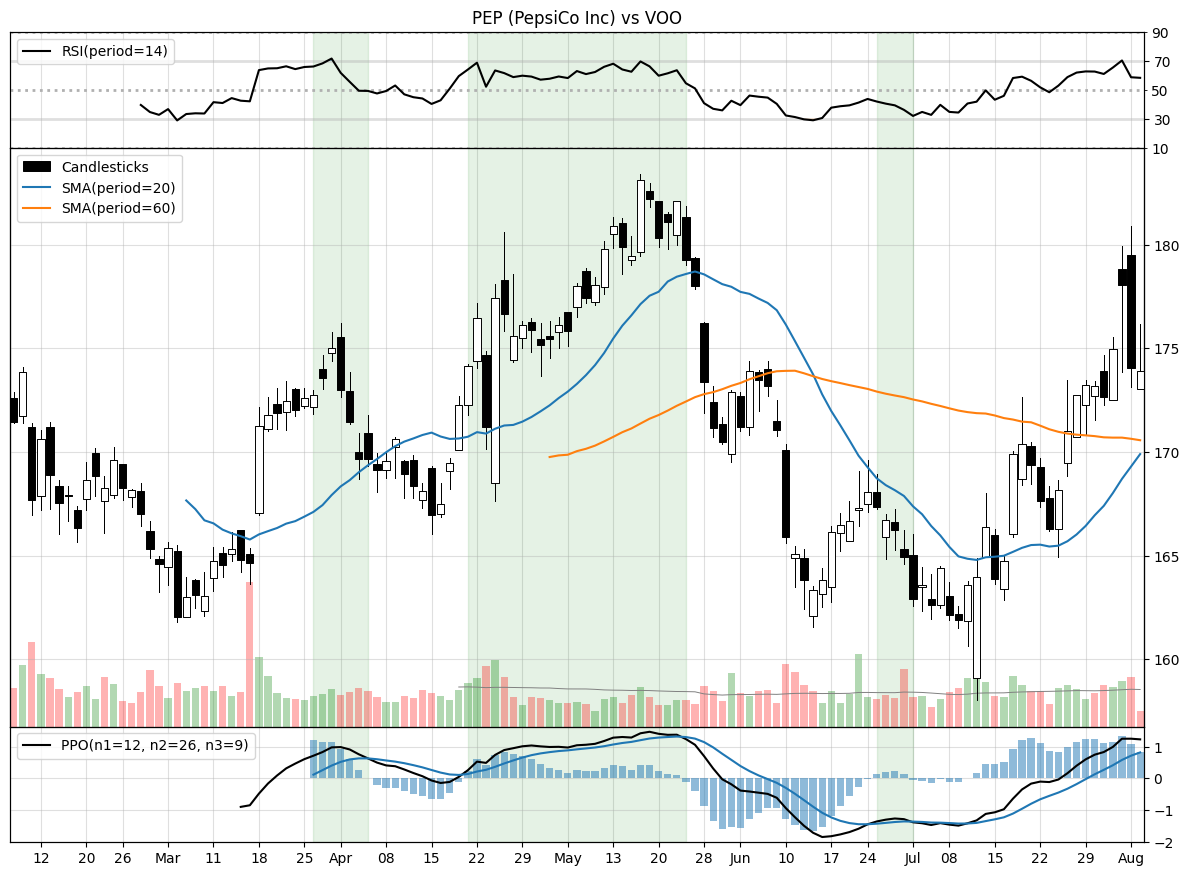 PEP (PepsiCo Inc) vs VOO
RSI(period=14)
90
70
50
30
10
Candlesticks
SMA(period=20)
SMA(period=60)
180
175
170
165
160
PPO(n1=12, n2=26, n3=9)
1
0
−1
−2
12 20 26 Mar 11 18 25 Apr 08 15 22 29 May 13 20 28 Jun 10 17 24 Jul 08 15 22 29 Aug